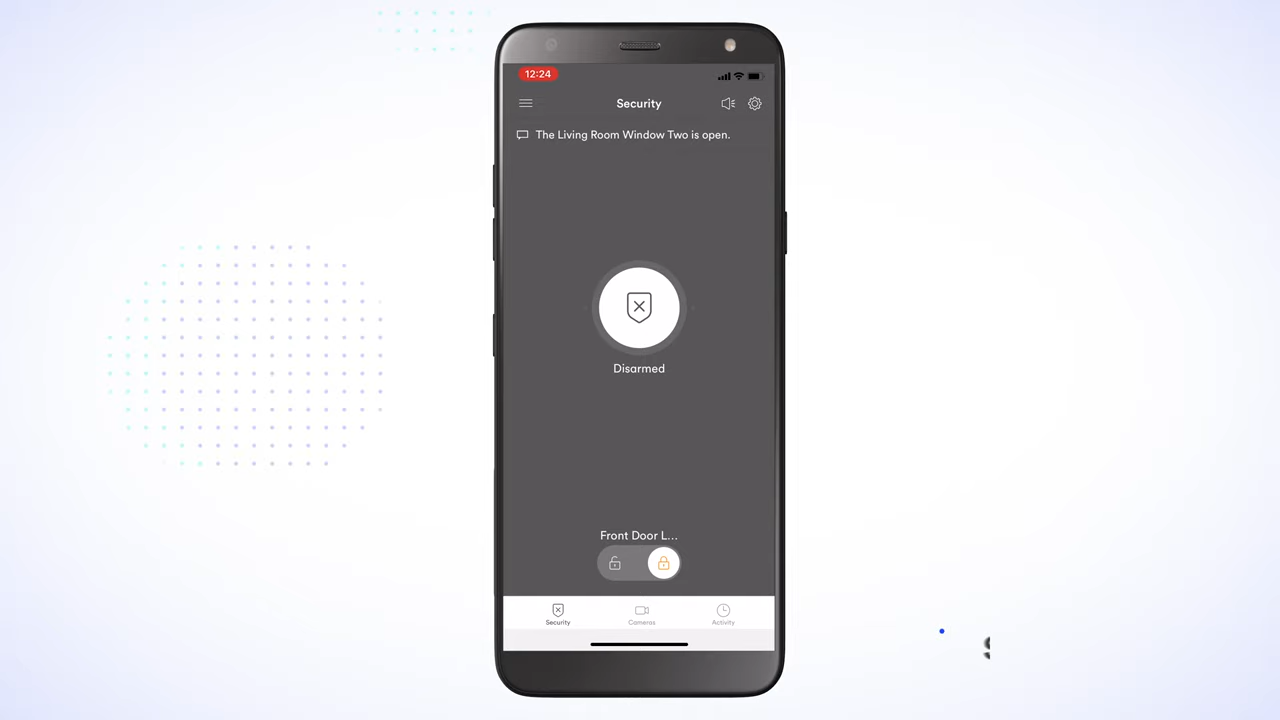 12:24
Security
The Living Room Window Two is open.
Disarmed
Front Door L...
Security
Cameras
Activity